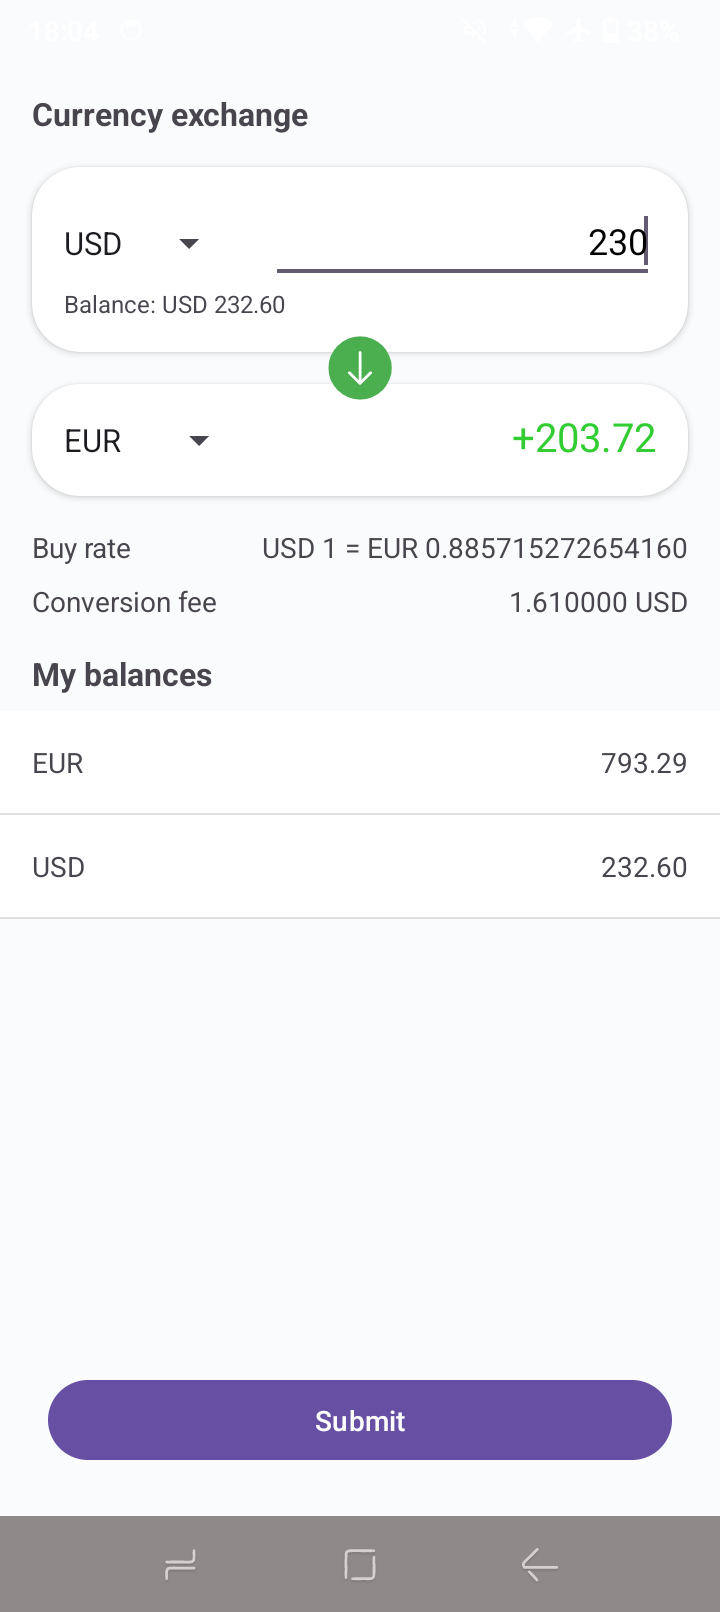 18:04 38%
Currency exchange
USD 230
Balance: USD 232.60
EUR +203.72
Buy rate USD 1 = EUR 0.885715272654160
Conversion fee 1.610000 USD
My balances
EUR 793.29
USD 232.60
Submit